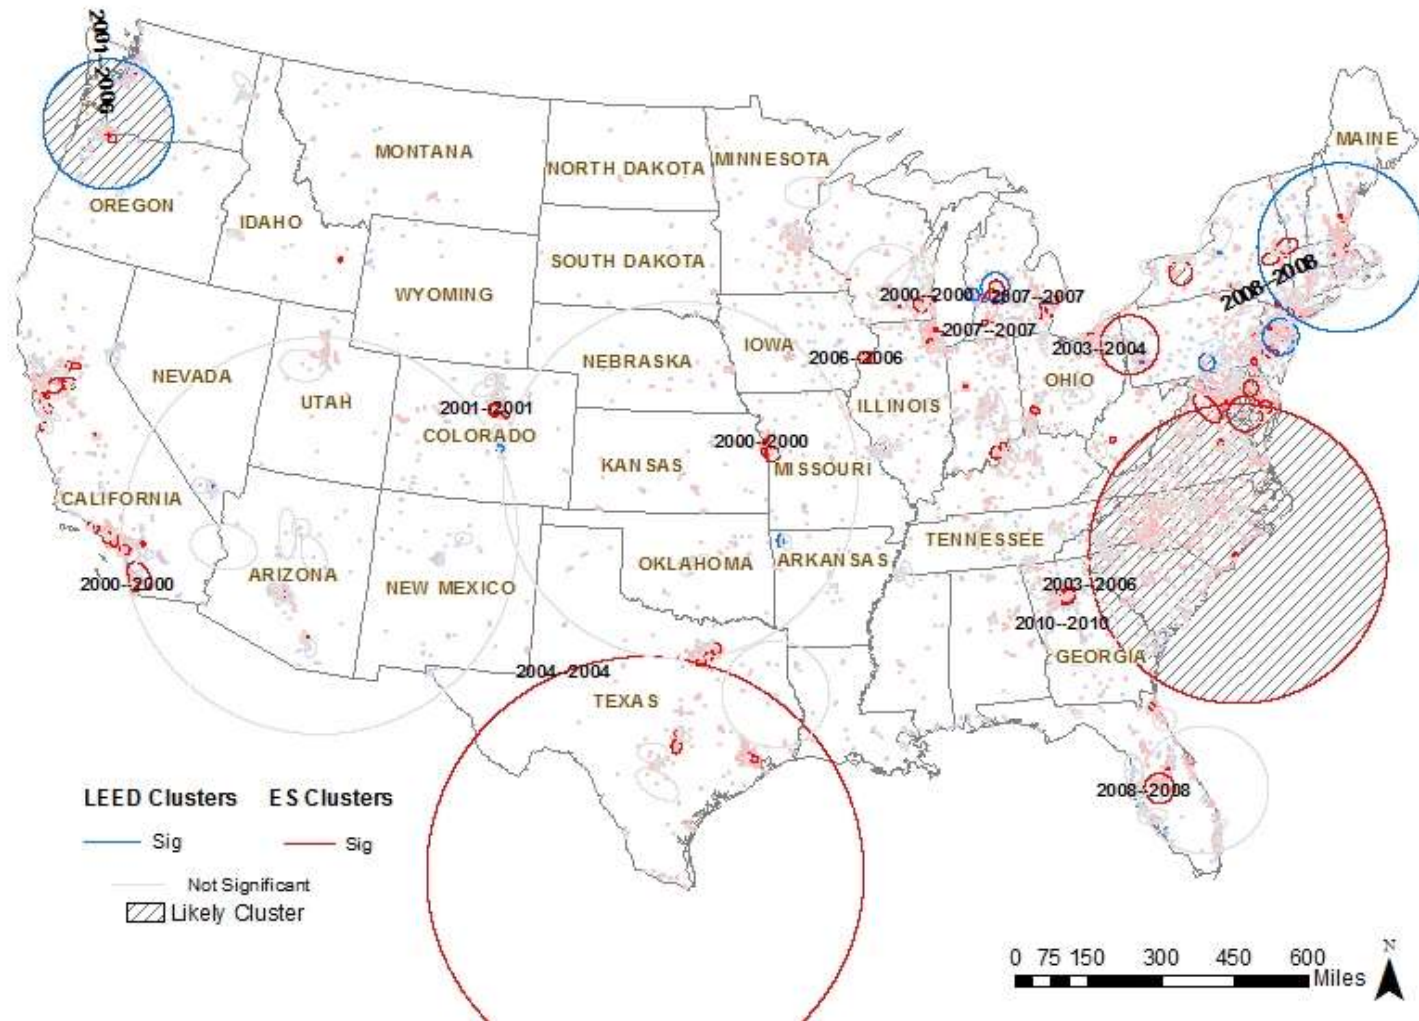 2001--2006
MAINE
MONTANA
NORTH DAKOTA
MINNESOTA
OREGON
IDAHO
SOUTH DAKOTA
WYOMING
2008--2008
2000--2000
2007--2007
2007--2007
NEVADA
NEBRASKA
IOWA
2006--2006
2003--2004
OHIO
UTAH
2001--2001
COLORADO
ILLINOIS
2000--2000
KANSAS
MISSOURI
CALIFORNIA
TENNESSEE
OKLAHOMA
ARKANSAS
ARIZONA
NEW MEXICO
2000--2000
2003--2006
2010--2010
GEORGIA
2004--2004
TEXAS
2008--2008
LEED Clusters ES Clusters
Sig Sig
Not Significant
Likely Cluster
0 75 150 300 450 600
Miles
N